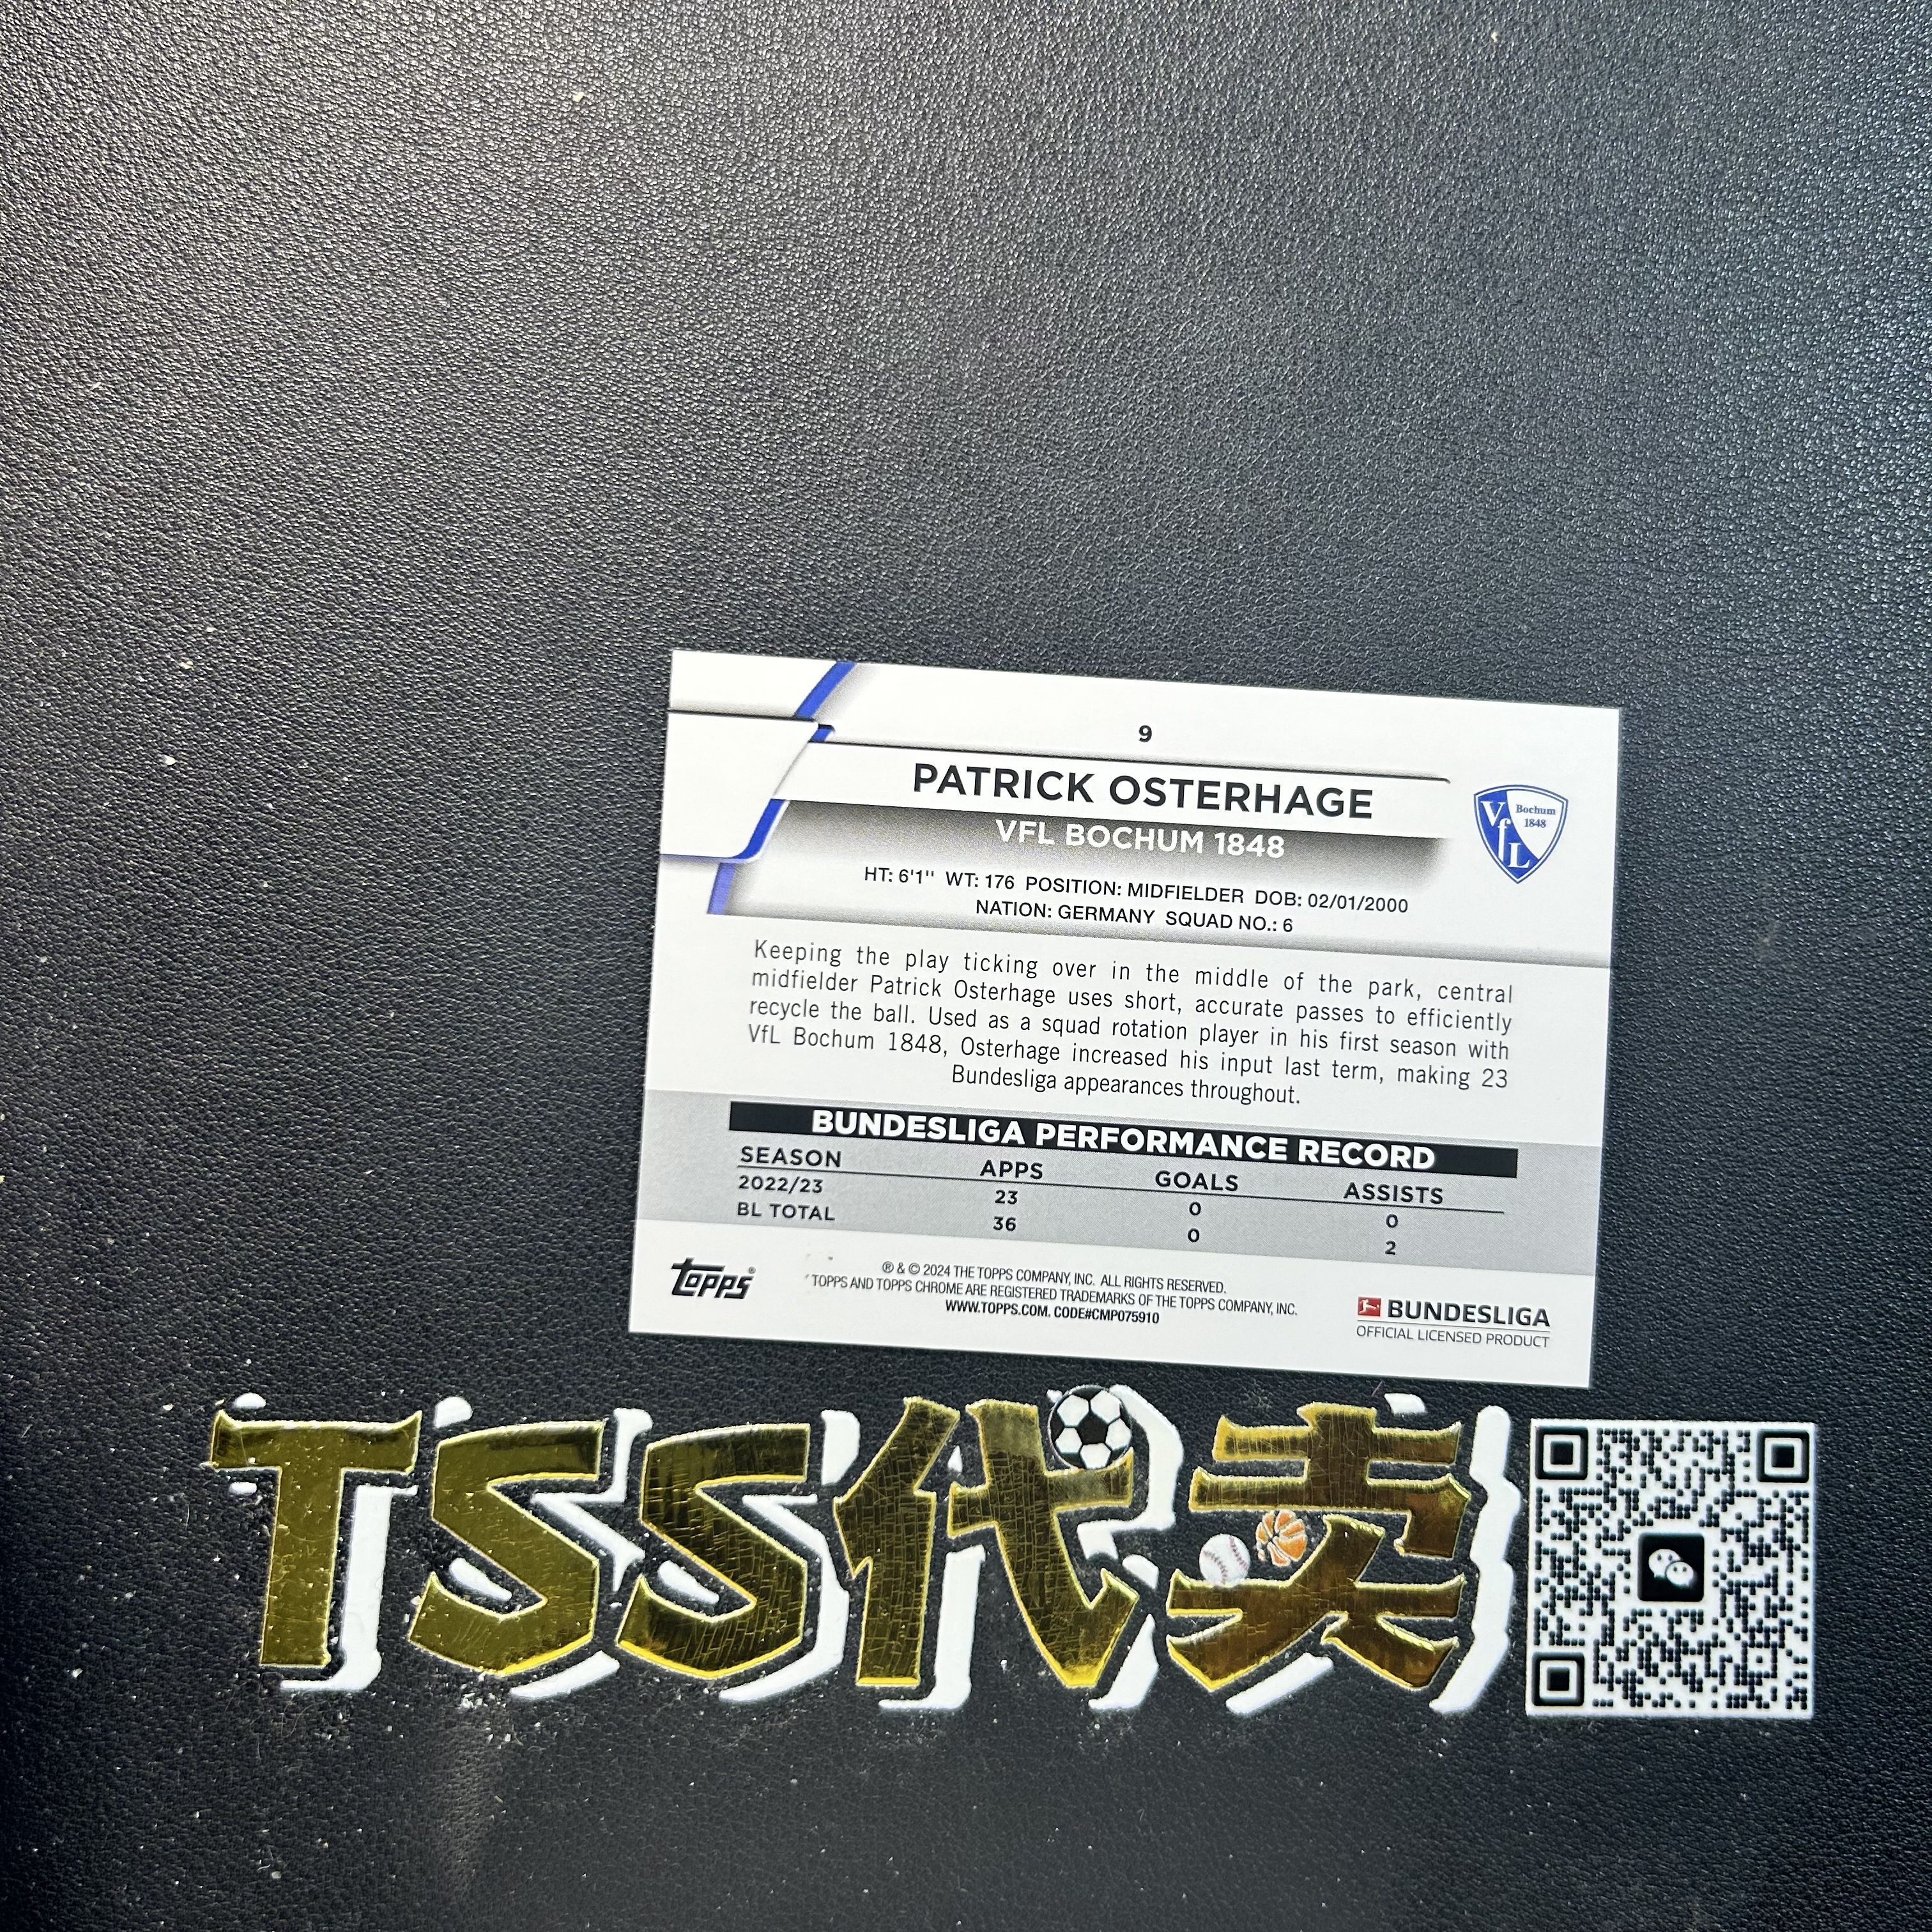 9
PATRICK OSTERHAGE
VFL BOCHUM 1848
Bochum
1848
VfL
HT: 6'1'' WT: 176 POSITION: MIDFIELDER DOB: 02/01/2000
NATION: GERMANY SQUAD NO.: 6
Keeping the play ticking over in the middle of the park, central
midfielder Patrick Osterhage uses short, accurate passes to efficiently
recycle the ball. Used as a squad rotation player in his first season with
VfL Bochum 1848, Osterhage increased his input last term, making 23
Bundesliga appearances throughout.
BUNDESLIGA PERFORMANCE RECORD
SEASON APPS GOALS ASSISTS
2022/23 23 0 0
BL TOTAL 36 0 2
topps®
® & © 2024 THE TOPPS COMPANY, INC. ALL RIGHTS RESERVED.
TOPPS AND TOPPS CHROME ARE REGISTERED TRADEMARKS OF THE TOPPS COMPANY, INC.
WWW.TOPPS.COM. CODE#CMP075910
BUNDESLIGA
OFFICIAL LICENSED PRODUCT
TSS代卖